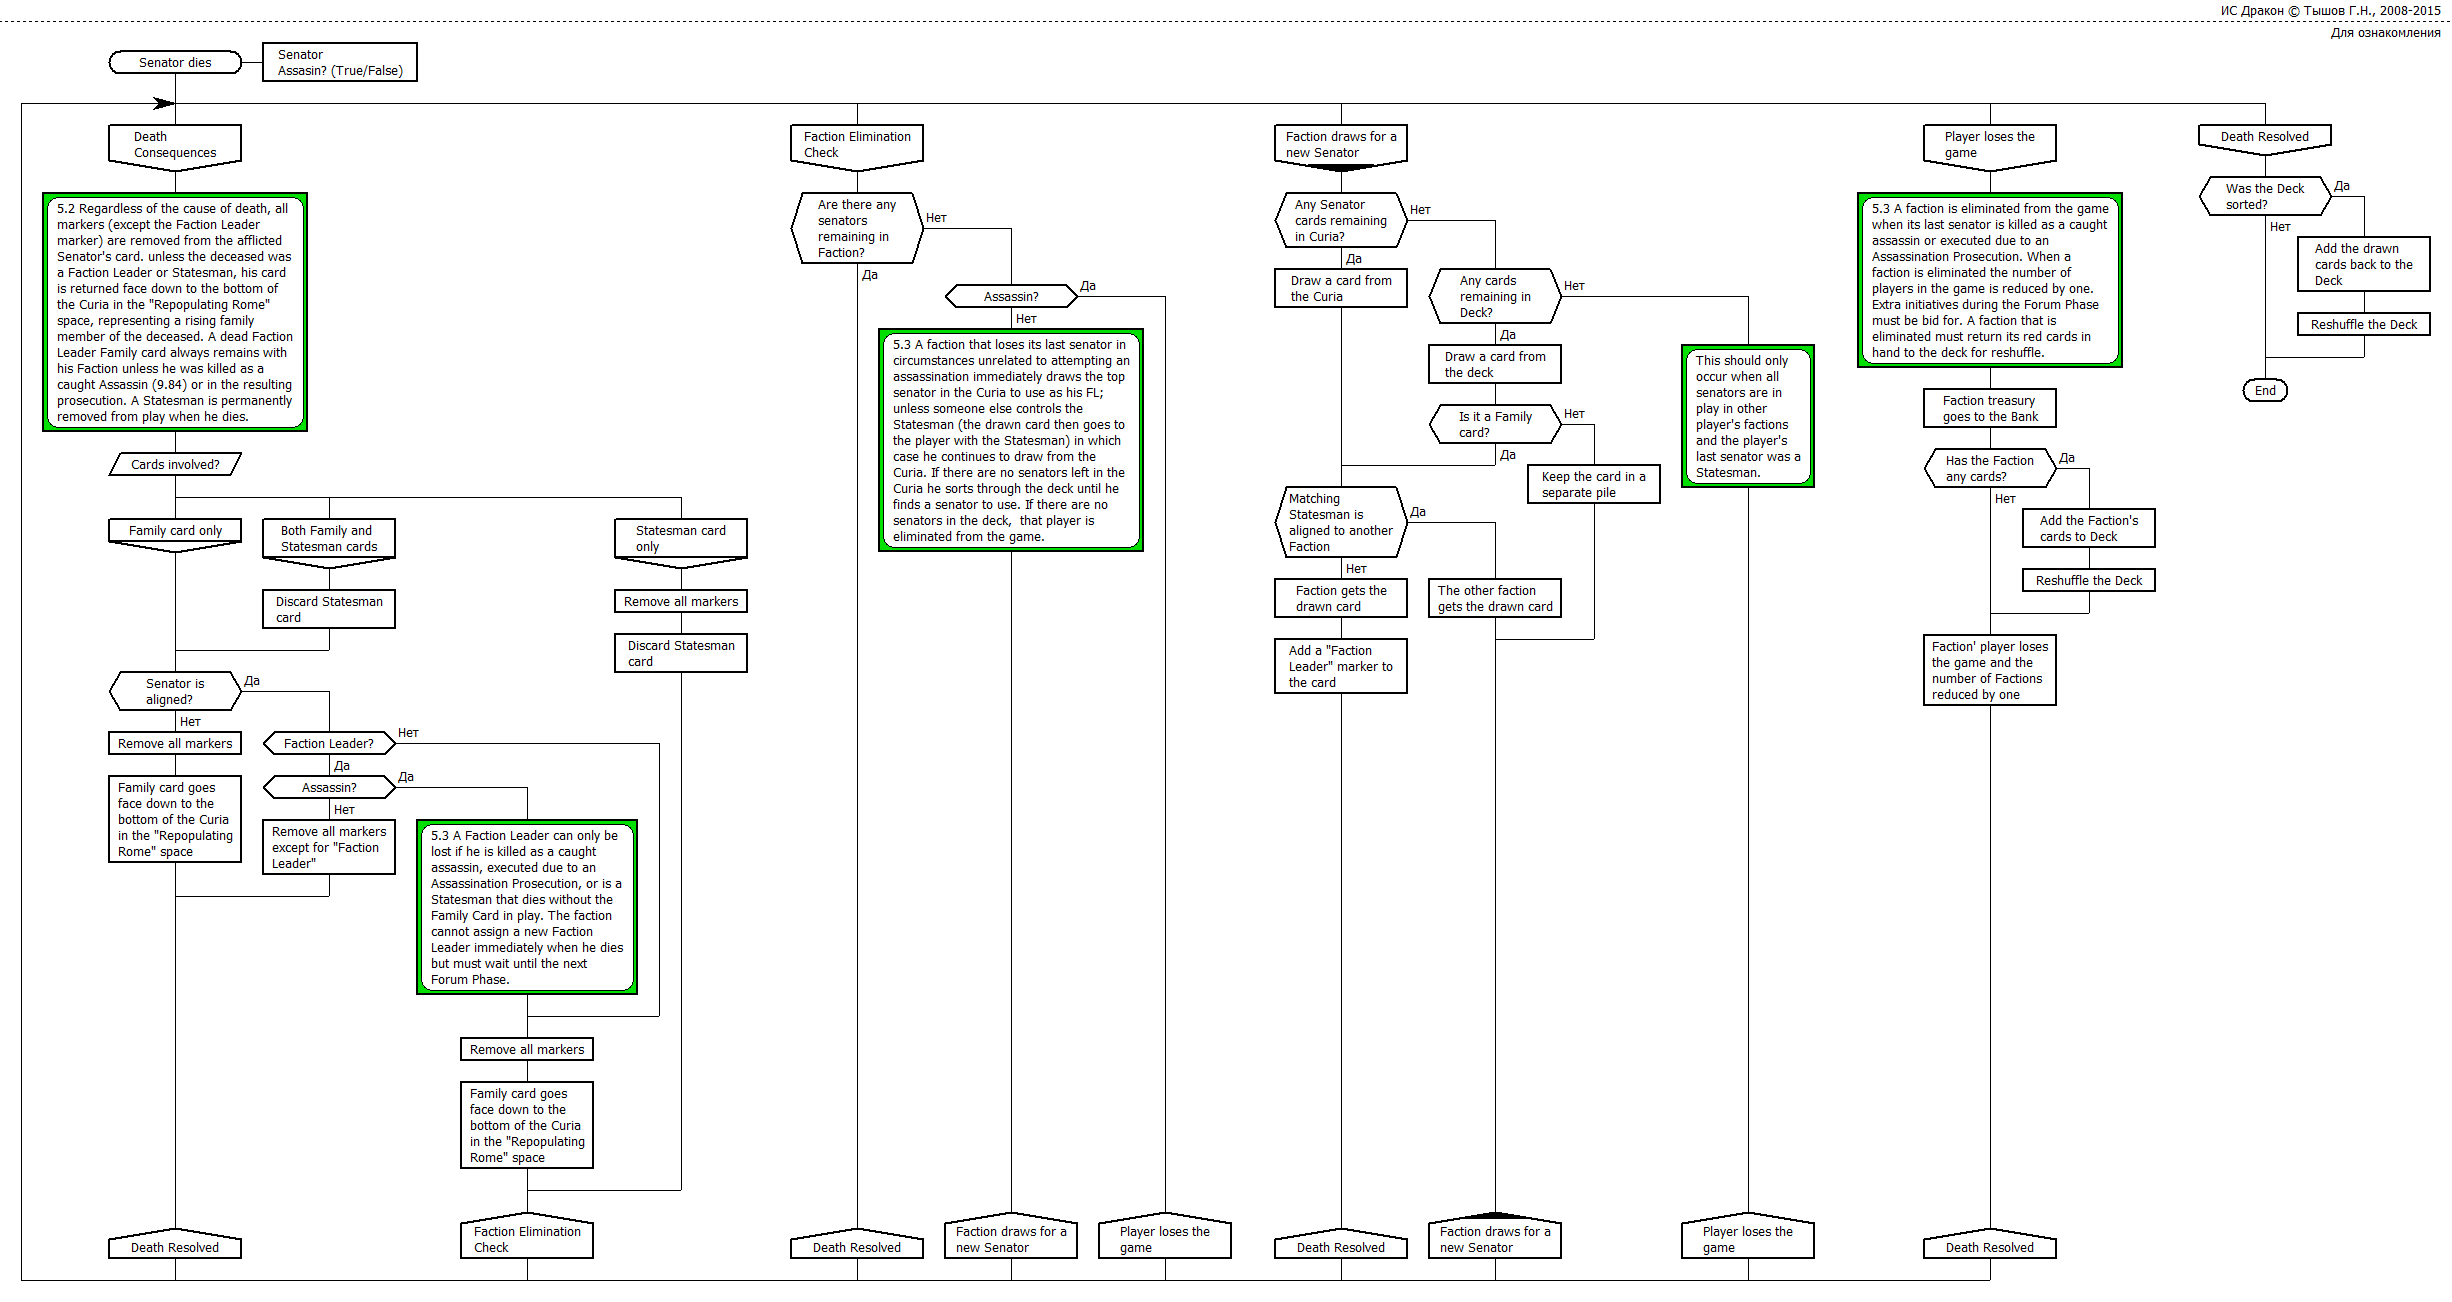 ИС Дракон © Тышов Г.Н., 2008-2015
Для ознакомления
Senator dies
Senator
Assasin? (True/False)
Death
Consequences
5.2 Regardless of the cause of death, all
markers (except the Faction Leader
marker) are removed from the afflicted
Senator's card. unless the deceased was
a Faction Leader or Statesman, his card
is returned face down to the bottom of
the Curia in the "Repopulating Rome"
space, representing a rising family
member of the deceased. A dead Faction
Leader Family card always remains with
his Faction unless he was killed as a
caught Assassin (9.84) or in the resulting
prosecution. A Statesman is permanently
removed from play when he dies.
Cards involved?
Family card only
Both Family and
Statesman cards
Discard Statesman
card
Statesman card
only
Remove all markers
Discard Statesman
card
Senator is
aligned?
Да
Нет
Remove all markers
Family card goes
face down to the
bottom of the Curia
in the "Repopulating
Rome" space
Faction Leader?
Нет
Да
Assassin?
Да
Нет
Remove all markers
except for "Faction
Leader"
5.3 A Faction Leader can only be
lost if he is killed as a caught
assassin, executed due to an
Assassination Prosecution, or is a
Statesman that dies without the
Family Card in play. The faction
cannot assign a new Faction
Leader immediately when he dies
but must wait until the next
Forum Phase.
Remove all markers
Family card goes
face down to the
bottom of the Curia
in the "Repopulating
Rome" space
Death Resolved
Faction Elimination
Check
Faction Elimination
Check
Are there any
senators
remaining in
Faction?
Нет
Да
Assassin?
Да
Нет
5.3 A faction that loses its last senator in
circumstances unrelated to attempting an
assassination immediately draws the top
senator in the Curia to use as his FL;
unless someone else controls the
Statesman (the drawn card then goes to
the player with the Statesman) in which
case he continues to draw from the
Curia. If there are no senators left in the
Curia he sorts through the deck until he
finds a senator to use. If there are no
senators in the deck,  that player is
eliminated from the game.
Death Resolved
Faction draws for a
new Senator
Player loses the
game
Faction draws for a
new Senator
Any Senator
cards remaining
in Curia?
Нет
Да
Draw a card from
the Curia
Any cards
remaining in
Deck?
Нет
Да
Draw a card from
the deck
Is it a Family
card?
Нет
Да
Keep the card in a
separate pile
Matching
Statesman is
aligned to another
Faction
Да
Нет
Faction gets the
drawn card
The other faction
gets the drawn card
Add a "Faction
Leader" marker to
the card
This should only
occur when all
senators are in
play in other
player's factions
and the player's
last senator was a
Statesman.
Death Resolved
Faction draws for a
new Senator
Player loses the
game
Player loses the
game
5.3 A faction is eliminated from the game
when its last senator is killed as a caught
assassin or executed due to an
Assassination Prosecution. When a
faction is eliminated the number of
players in the game is reduced by one.
Extra initiatives during the Forum Phase
must be bid for. A faction that is
eliminated must return its red cards in
hand to the deck for reshuffle.
Faction treasury
goes to the Bank
Has the Faction
any cards?
Да
Нет
Add the Faction's
cards to Deck
Reshuffle the Deck
Faction' player loses
the game and the
number of Factions
reduced by one
Death Resolved
Death Resolved
Was the Deck
sorted?
Да
Нет
Add the drawn
cards back to the
Deck
Reshuffle the Deck
End